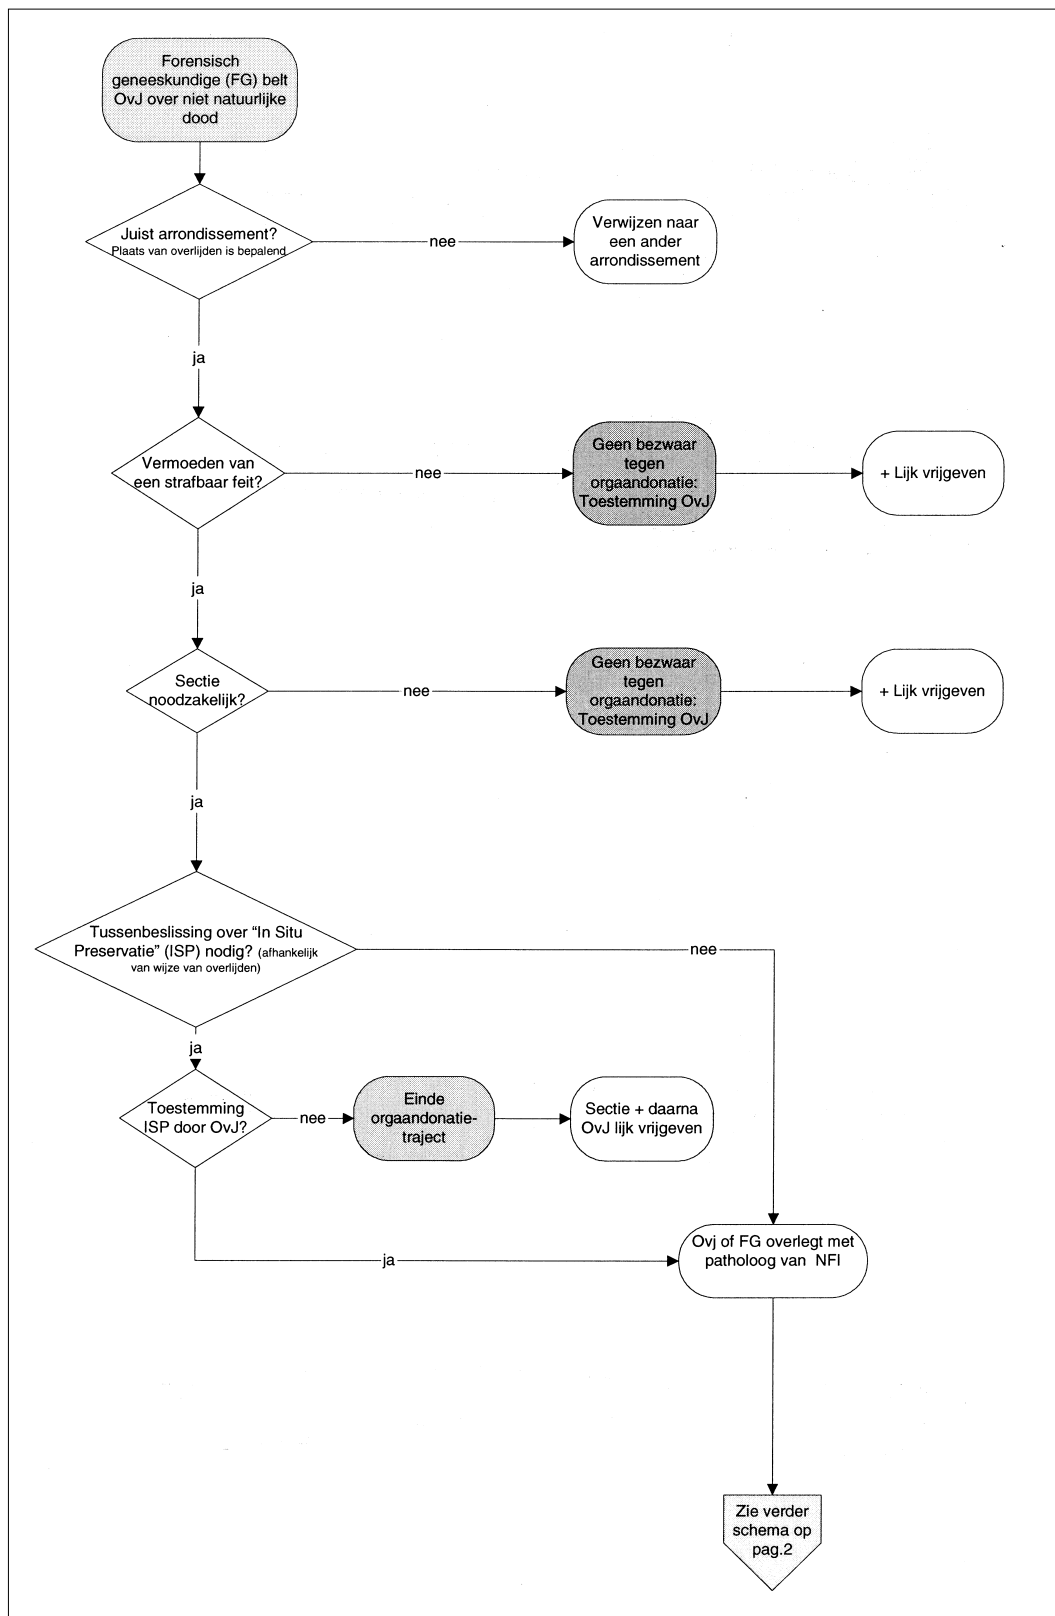 Forensisch
geneeskundige (FG) belt
OvJ over niet natuurlijke
dood
Juist arrondissement?
Plaats van overlijden is bepalend
nee
Verwijzen naar
een ander
arrondissement
ja
Vermoeden van
een strafbaar feit?
nee
Geen bezwaar
tegen
orgaandonatie:
Toestemming OvJ
+ Lijk vrijgeven
ja
Sectie
noodzakelijk?
nee
Geen bezwaar
tegen
orgaandonatie:
Toestemming OvJ
+ Lijk vrijgeven
ja
Tussenbeslissing over “In Situ
Preservatie” (ISP) nodig? (afhankelijk
van wijze van overlijden)
nee
ja
Toestemming
ISP door OvJ?
nee
Einde
orgaandonatie-
traject
Sectie + daarna
OvJ lijk vrijgeven
ja
Ovj of FG overlegt met
patholoog van NFI
Zie verder
schema op
pag.2